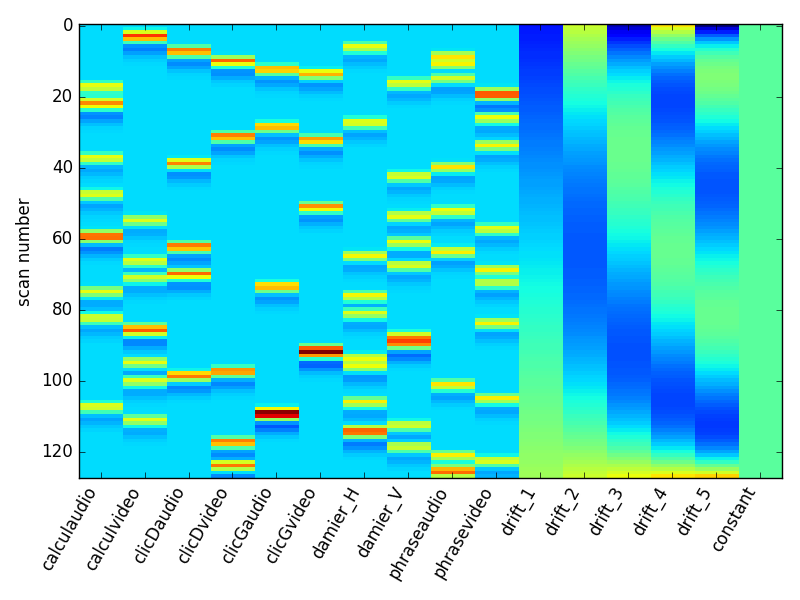 0
20
40
60
80
100
120
scan number
calculaudio
calculvideo
clicDaudio
clicDvideo
clicGaudio
clicGvideo
damier_H
damier_V
phraseaudio
phrasevideo
drift_1
drift_2
drift_3
drift_4
drift_5
constant